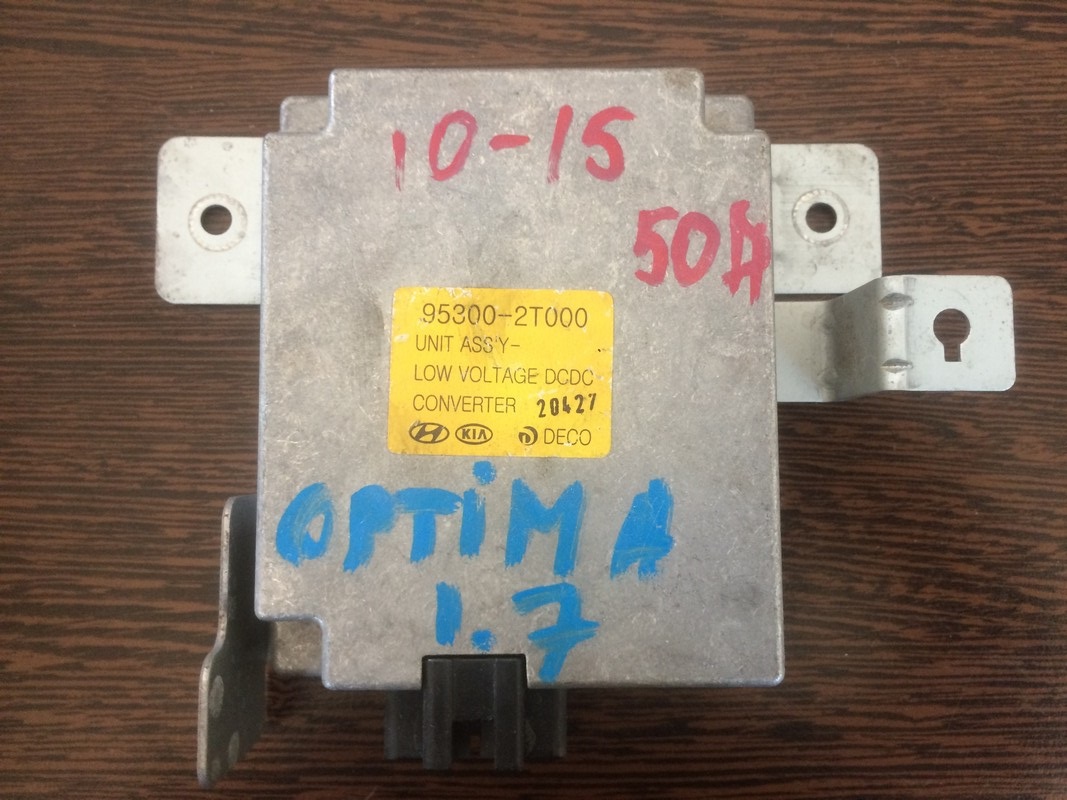 10-15
50A
95300-2T000
UNIT ASS'Y-
LOW VOLTAGE DCDC
CONVERTER 20427
KIA DECO
OPTIMA
1.7